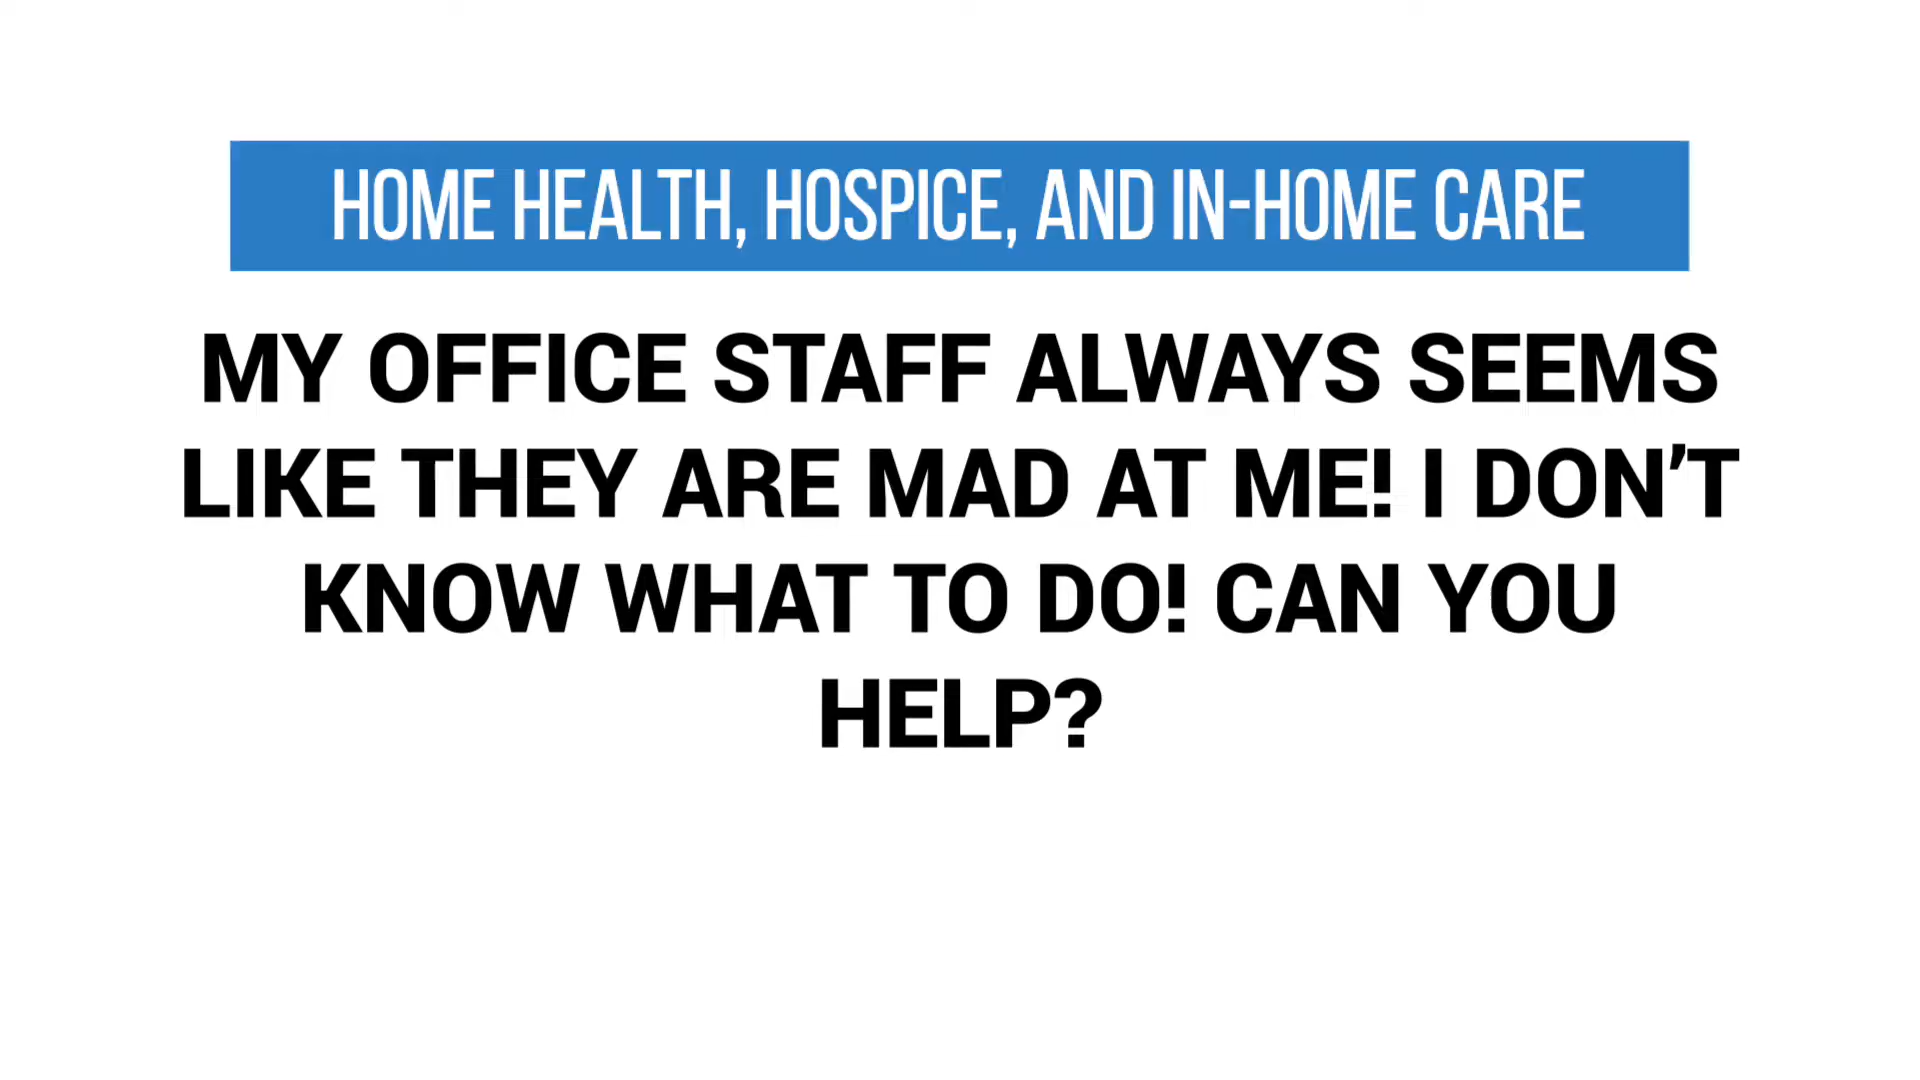 HOME HEALTH, HOSPICE, AND IN-HOME CARE
MY OFFICE STAFF ALWAYS SEEMS
LIKE THEY ARE MAD AT ME! I DON’T
KNOW WHAT TO DO! CAN YOU
HELP?